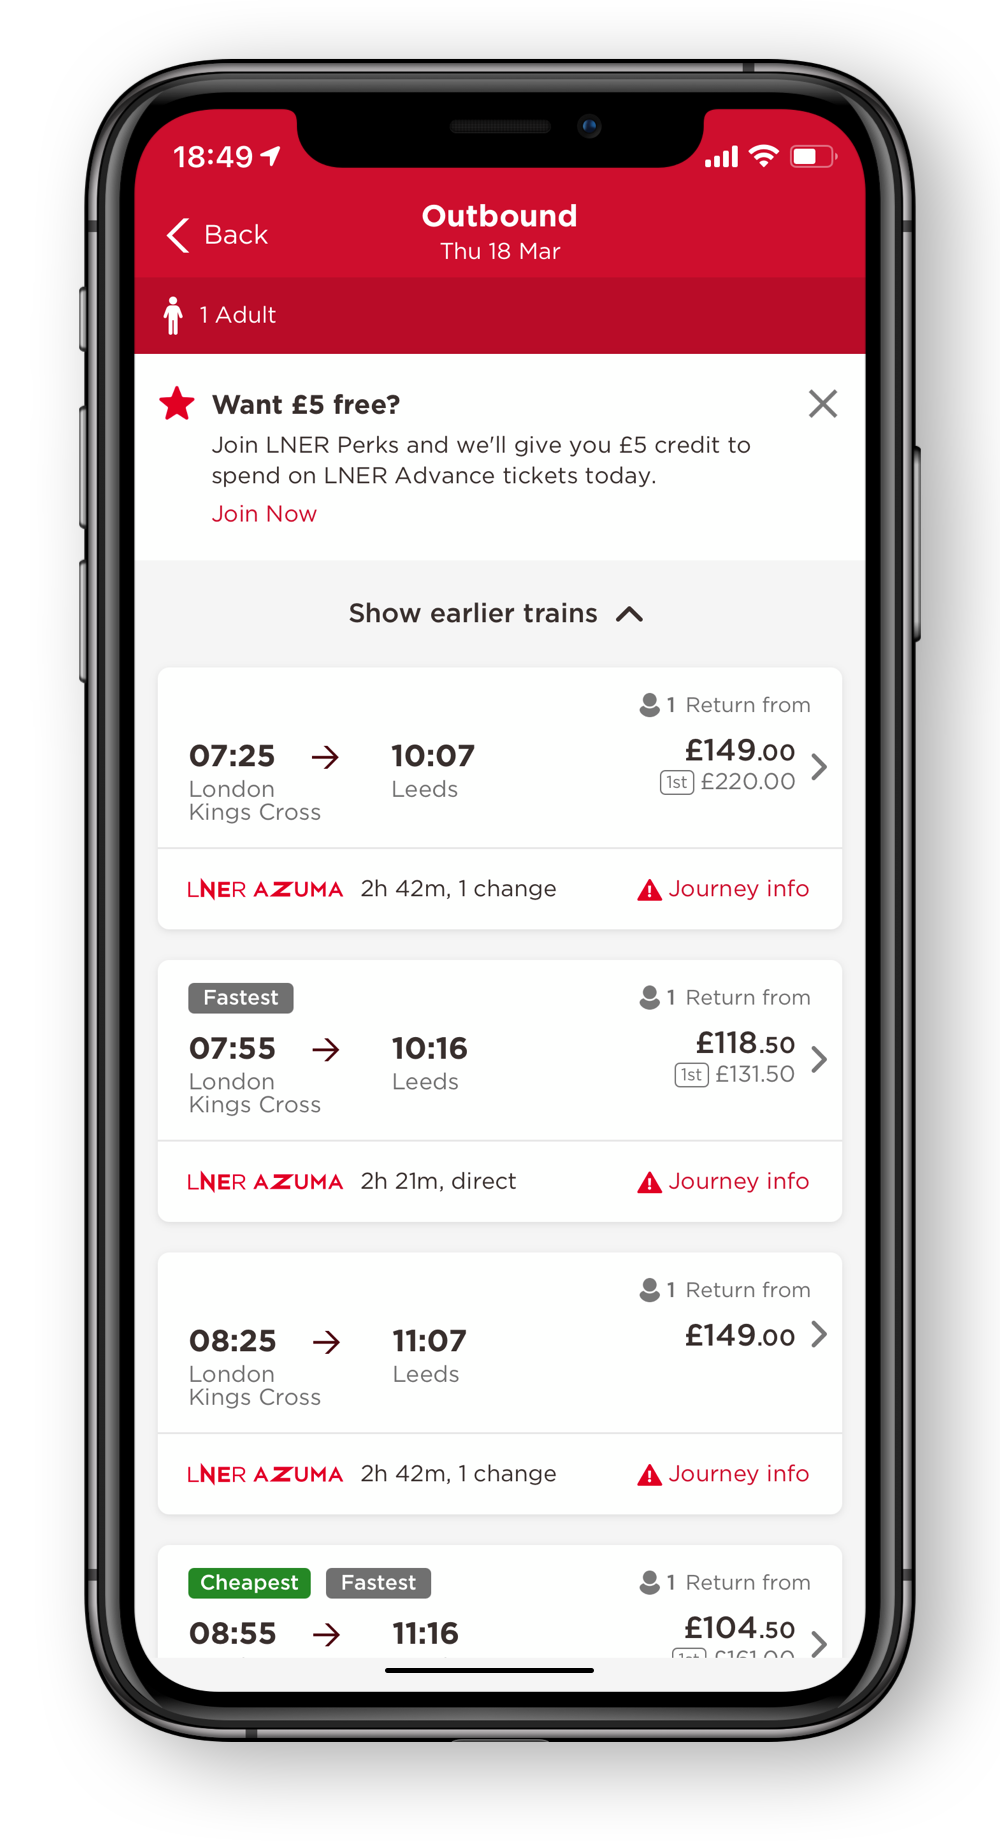 18:49
Back
Outbound
Thu 18 Mar
1 Adult
Want £5 free?
Join LNER Perks and we'll give you £5 credit to
spend on LNER Advance tickets today.
Join Now
Show earlier trains
1 Return from
07:25 → 10:07 £149.00
London Kings Cross Leeds 1st £220.00
LNER AZUMA 2h 42m, 1 change Journey info
Fastest 1 Return from
07:55 → 10:16 £118.50
London Kings Cross Leeds 1st £131.50
LNER AZUMA 2h 21m, direct Journey info
1 Return from
08:25 → 11:07 £149.00
London Kings Cross Leeds
LNER AZUMA 2h 42m, 1 change Journey info
Cheapest Fastest 1 Return from
08:55 → 11:16 £104.50
1st £161.00